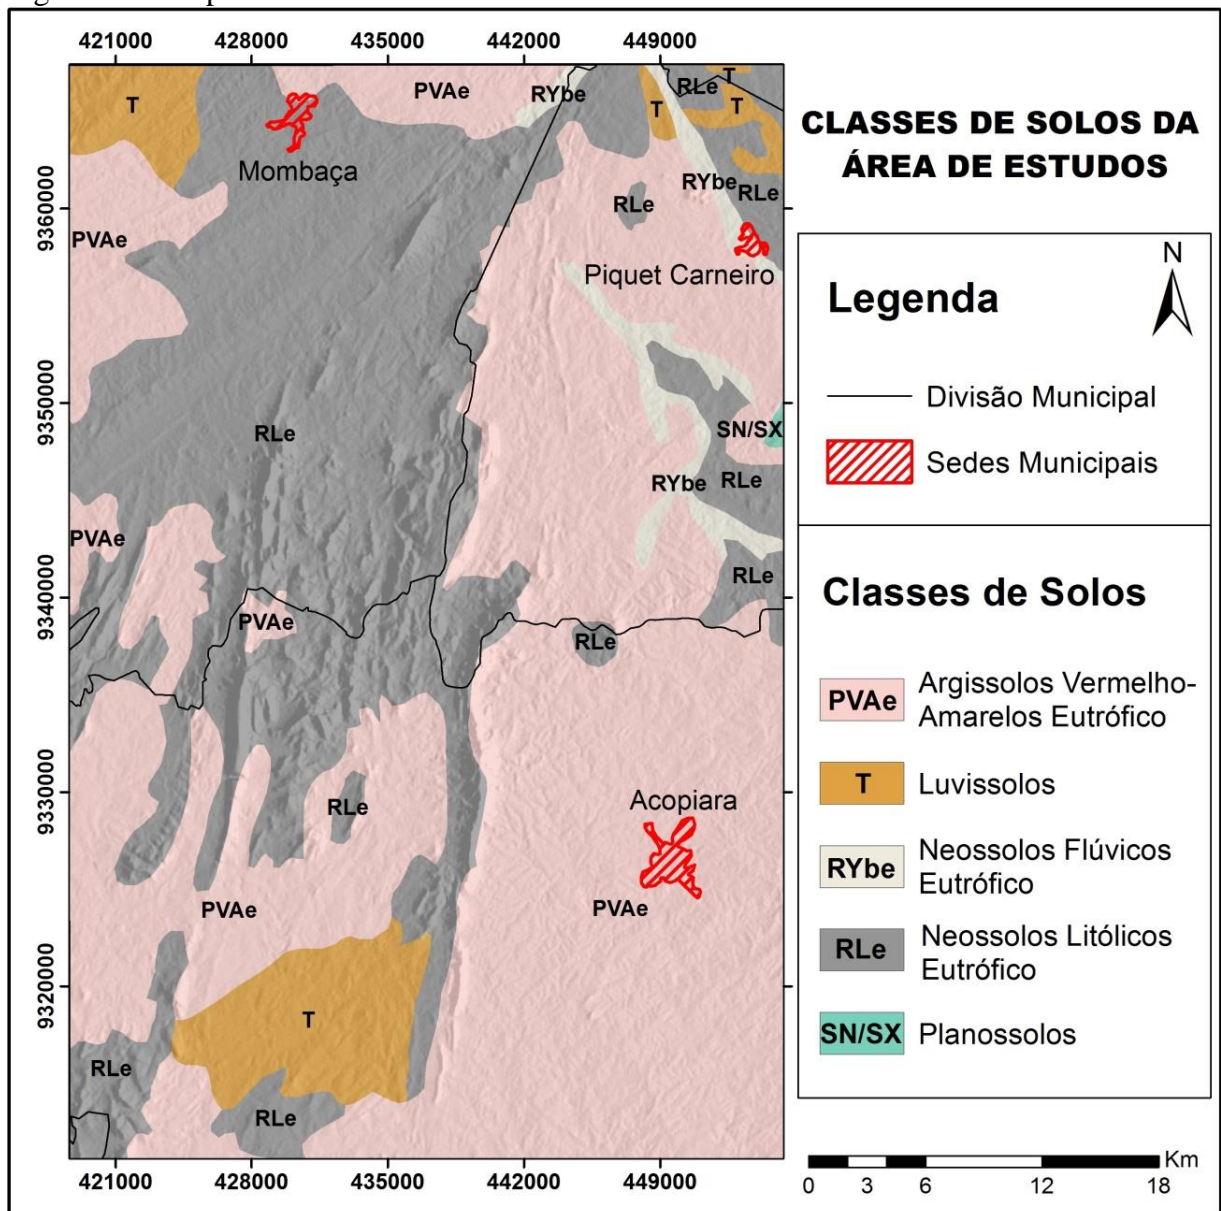 421000 428000 435000 442000 449000
T
PVAe
RYbe
T
RLe
T
T
CLASSES DE SOLOS DA
ÁREA DE ESTUDOS
Mombaça
RYbe
RLe
RLe
9360000
PVAe
Piquet Carneiro
Legenda
N
Divisão Municipal
Sedes Municipais
9350000
RLe
SN/SX
RYbe
RLe
PVAe
RLe
9340000
PVAe
RLe
Classes de Solos
PVAe
Argissolos Vermelho-
Amarelos Eutrófico
T
Luvissolos
RYbe
Neossolos Flúvicos
Eutrófico
RLe
Neossolos Litólicos
Eutrófico
SN/SX
Planossolos
9330000
RLe
Acopiara
PVAe
PVAe
9320000
T
RLe
RLe
421000 428000 435000 442000 449000
Km
0 3 6 12 18